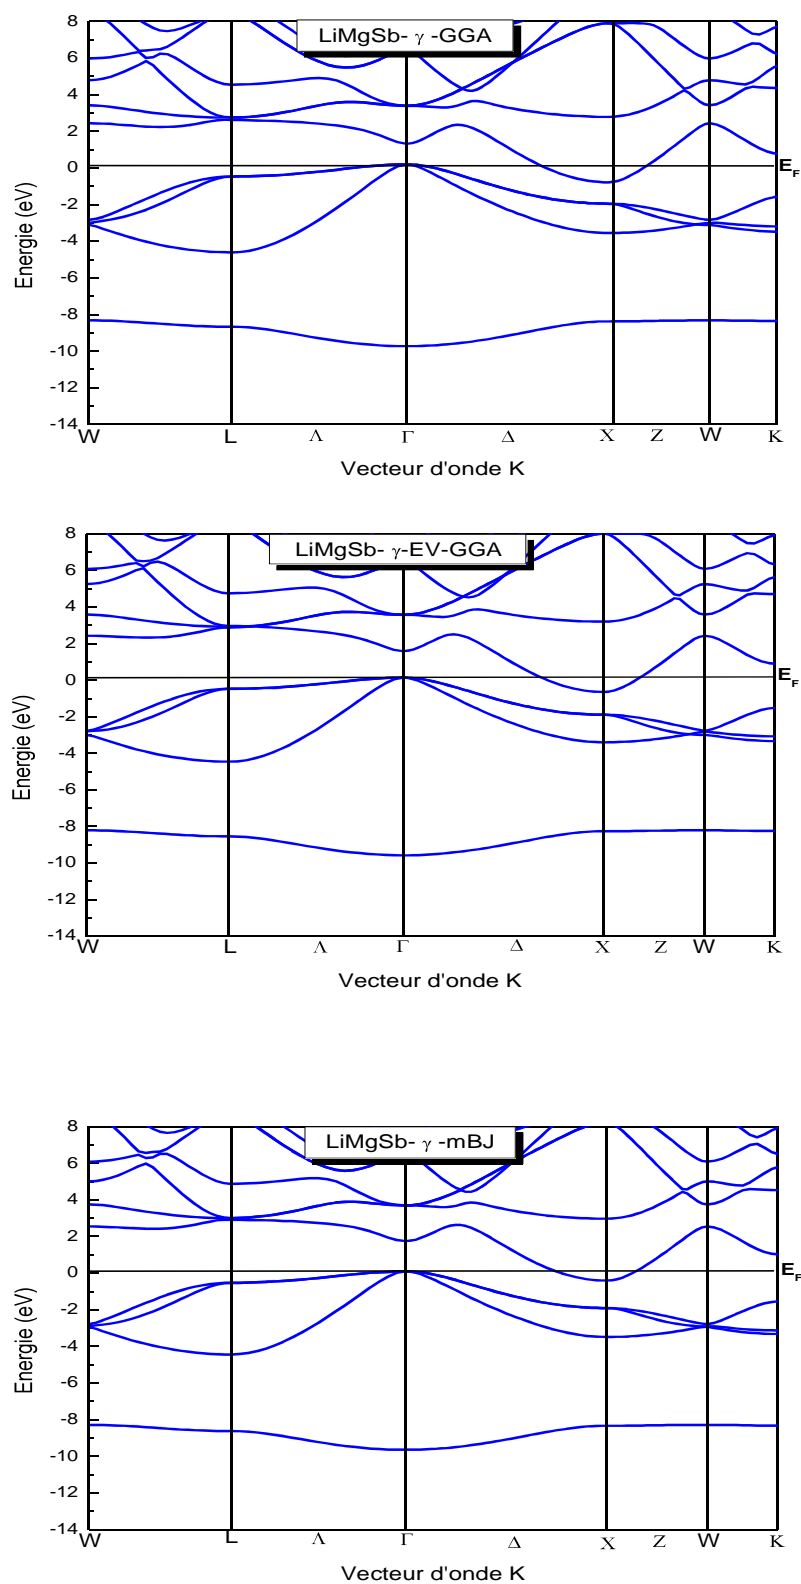 LiMgSb- γ -GGA
Energie (eV)
8
6
4
2
0
-2
-4
-6
-8
-10
-12
-14
E_F
W L Λ Γ Δ X Z W K
Vecteur d'onde K
LiMgSb- γ-EV-GGA
Energie (eV)
8
6
4
2
0
-2
-4
-6
-8
-10
-12
-14
E_F
W L Λ Γ Δ X Z W K
Vecteur d'onde K
LiMgSb- γ -mBJ
Energie (eV)
8
6
4
2
0
-2
-4
-6
-8
-10
-12
-14
E_F
W L Λ Γ Δ X Z W K
Vecteur d'onde K